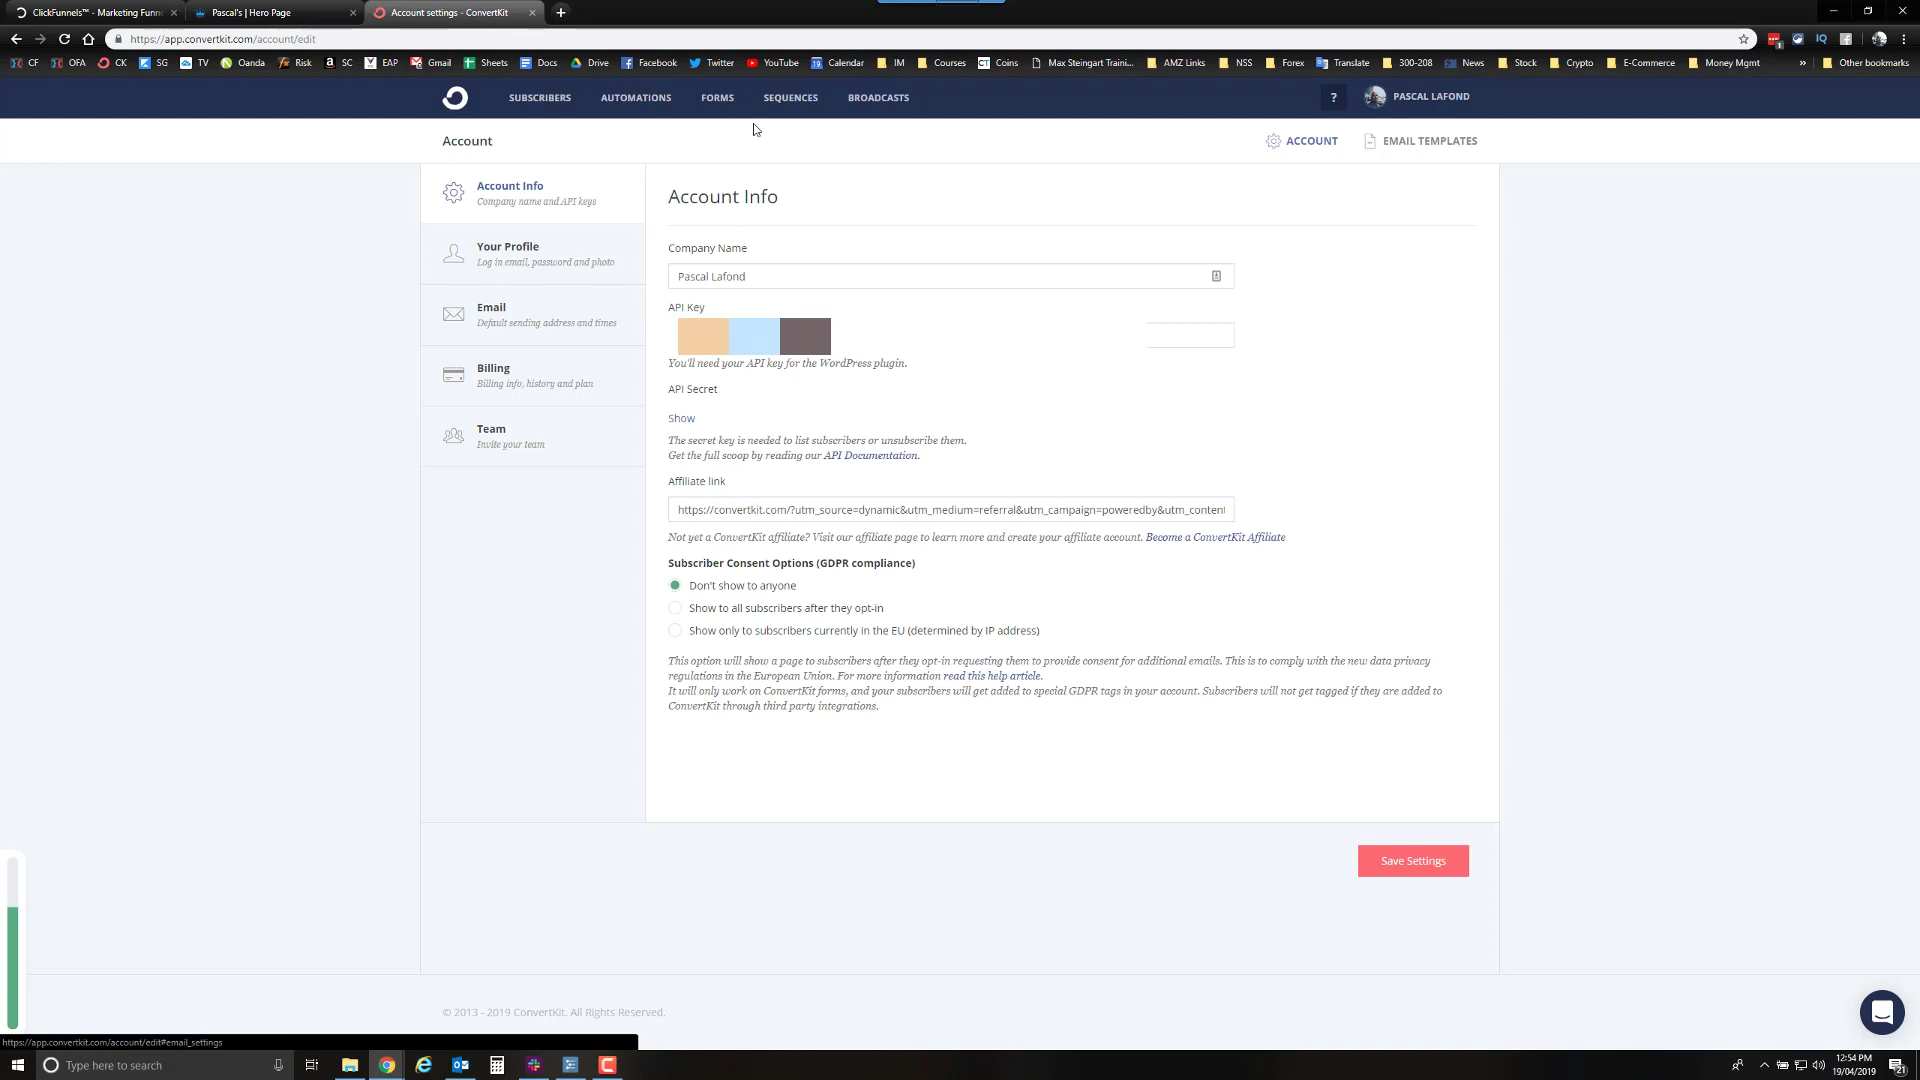 ClickFunnels™ - Marketing Funne
Pascal's | Hero Page
Account settings - ConvertKit
https://app.convertkit.com/account/edit
CF
OFA
CK
SG
TV
Oanda
Risk
SC
EAP
Gmail
Sheets
Docs
Drive
Facebook
Twitter
YouTube
Calendar
IM
Courses
Coins
Max Steingart Traini...
AMZ Links
NSS
Forex
Translate
300-208
News
Stock
Crypto
E-Commerce
Money Mgmt
»
Other bookmarks
SUBSCRIBERS
AUTOMATIONS
FORMS
SEQUENCES
BROADCASTS
?
PASCAL LAFOND
Account
ACCOUNT
EMAIL TEMPLATES
Account Info
Company name and API keys
Your Profile
Log in email, password and photo
Email
Default sending address and times
Billing
Billing info, history and plan
Team
Invite your team
Account Info
Company Name
Pascal Lafond
API Key
You'll need your API key for the WordPress plugin.
API Secret
Show
The secret key is needed to list subscribers or unsubscribe them.
Get the full scoop by reading our API Documentation.
Affiliate link
https://convertkit.com/?utm_source=dynamic&utm_medium=referral&utm_campaign=poweredby&utm_content
Not yet a ConvertKit affiliate? Visit our affiliate page to learn more and create your affiliate account. Become a ConvertKit Affiliate
Subscriber Consent Options (GDPR compliance)
Don't show to anyone
Show to all subscribers after they opt-in
Show only to subscribers currently in the EU (determined by IP address)
This option will show a page to subscribers after they opt-in requesting them to provide consent for additional emails. This is to comply with the new data privacy
regulations in the European Union. For more information read this help article.
It will only work on ConvertKit forms, and your subscribers will get added to special GDPR tags in your account. Subscribers will not get tagged if they are added to
ConvertKit through third party integrations.
Save Settings
© 2013 - 2019 ConvertKit. All Rights Reserved.
https://app.convertkit.com/account/edit#email_settings
Type here to search
12:54 PM
19/04/2019
21